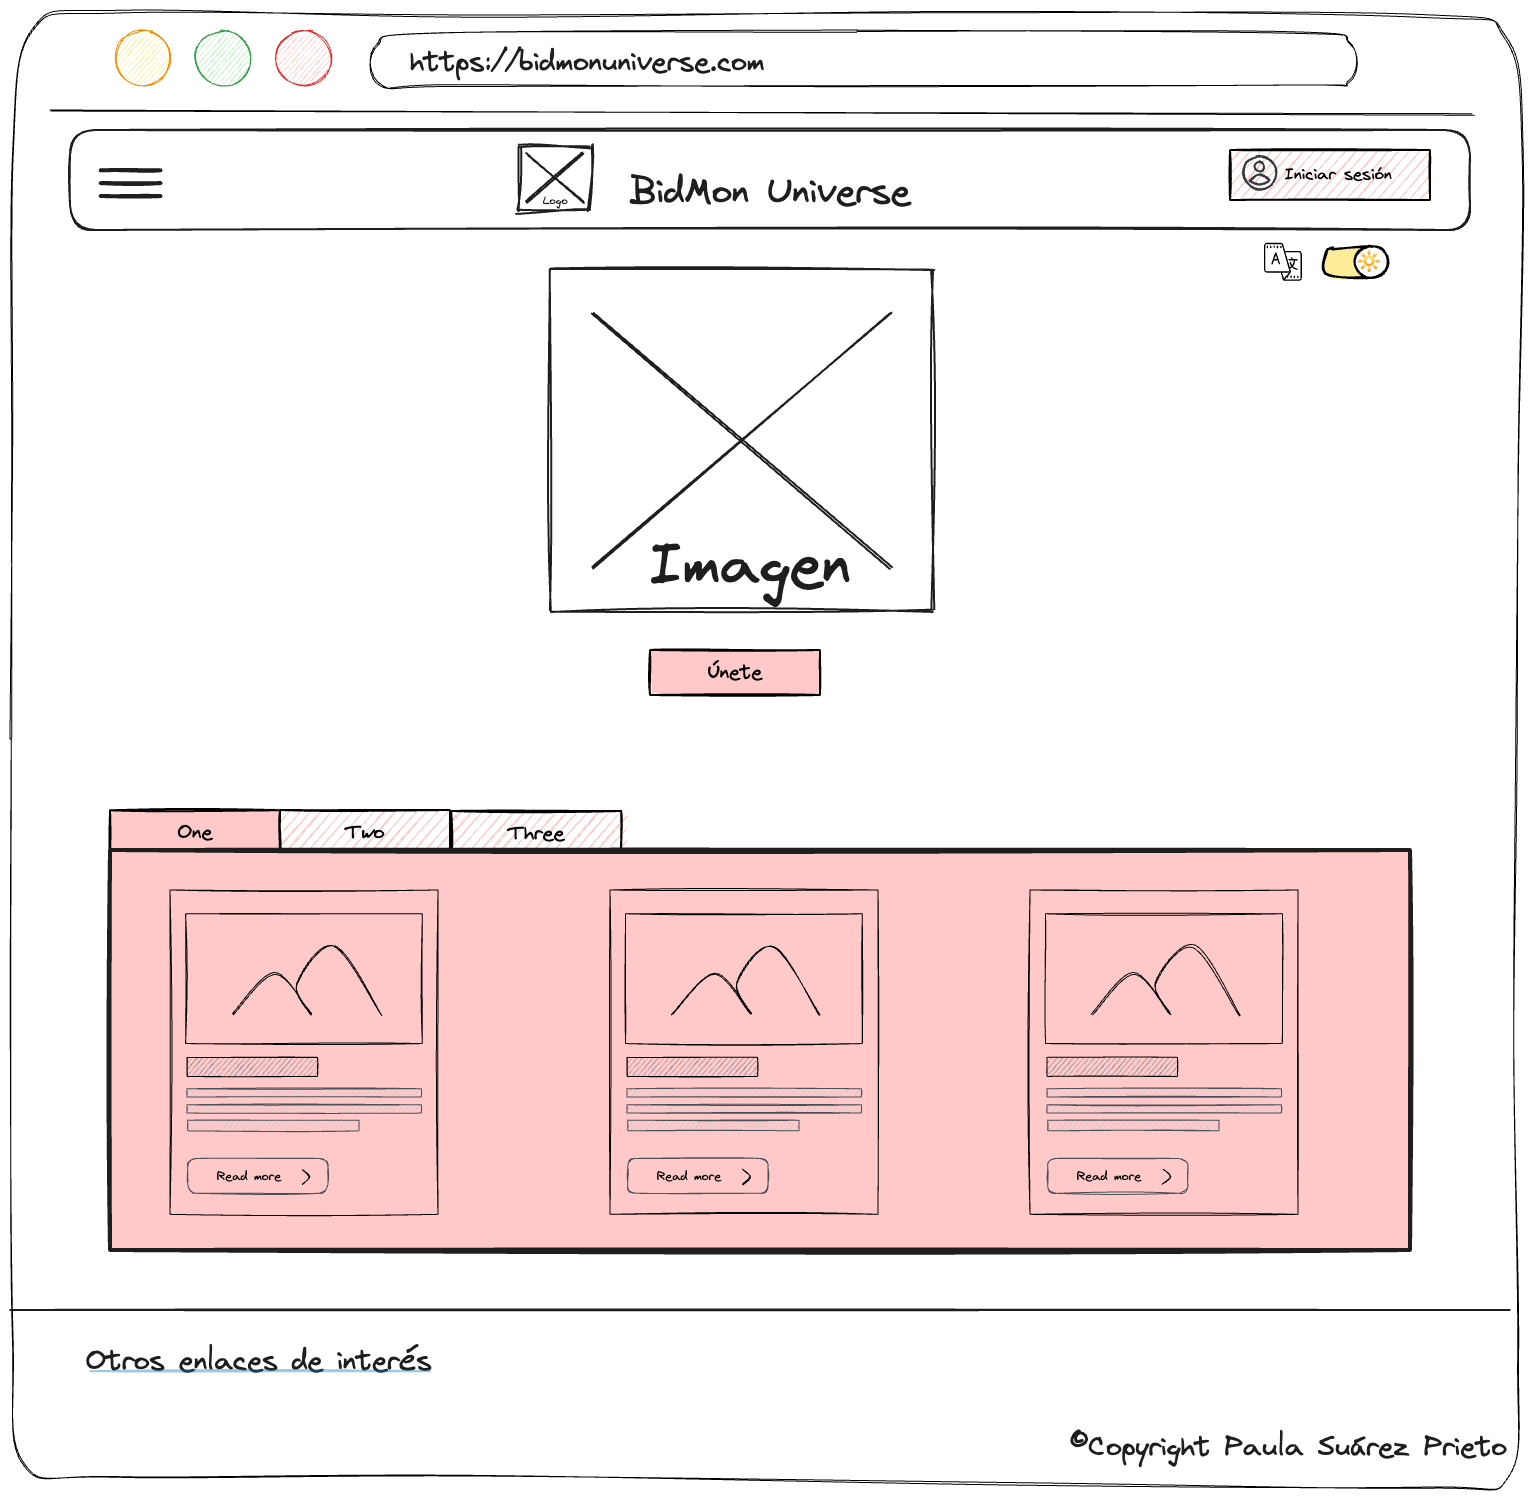 https://bidmonuniverse.com
Logo
BidMon Universe
Iniciar sesión
A 文
Imagen
Únete
One
Two
Three
Read more
Read more
Read more
Otros enlaces de interés
©Copyright Paula Suárez Prieto